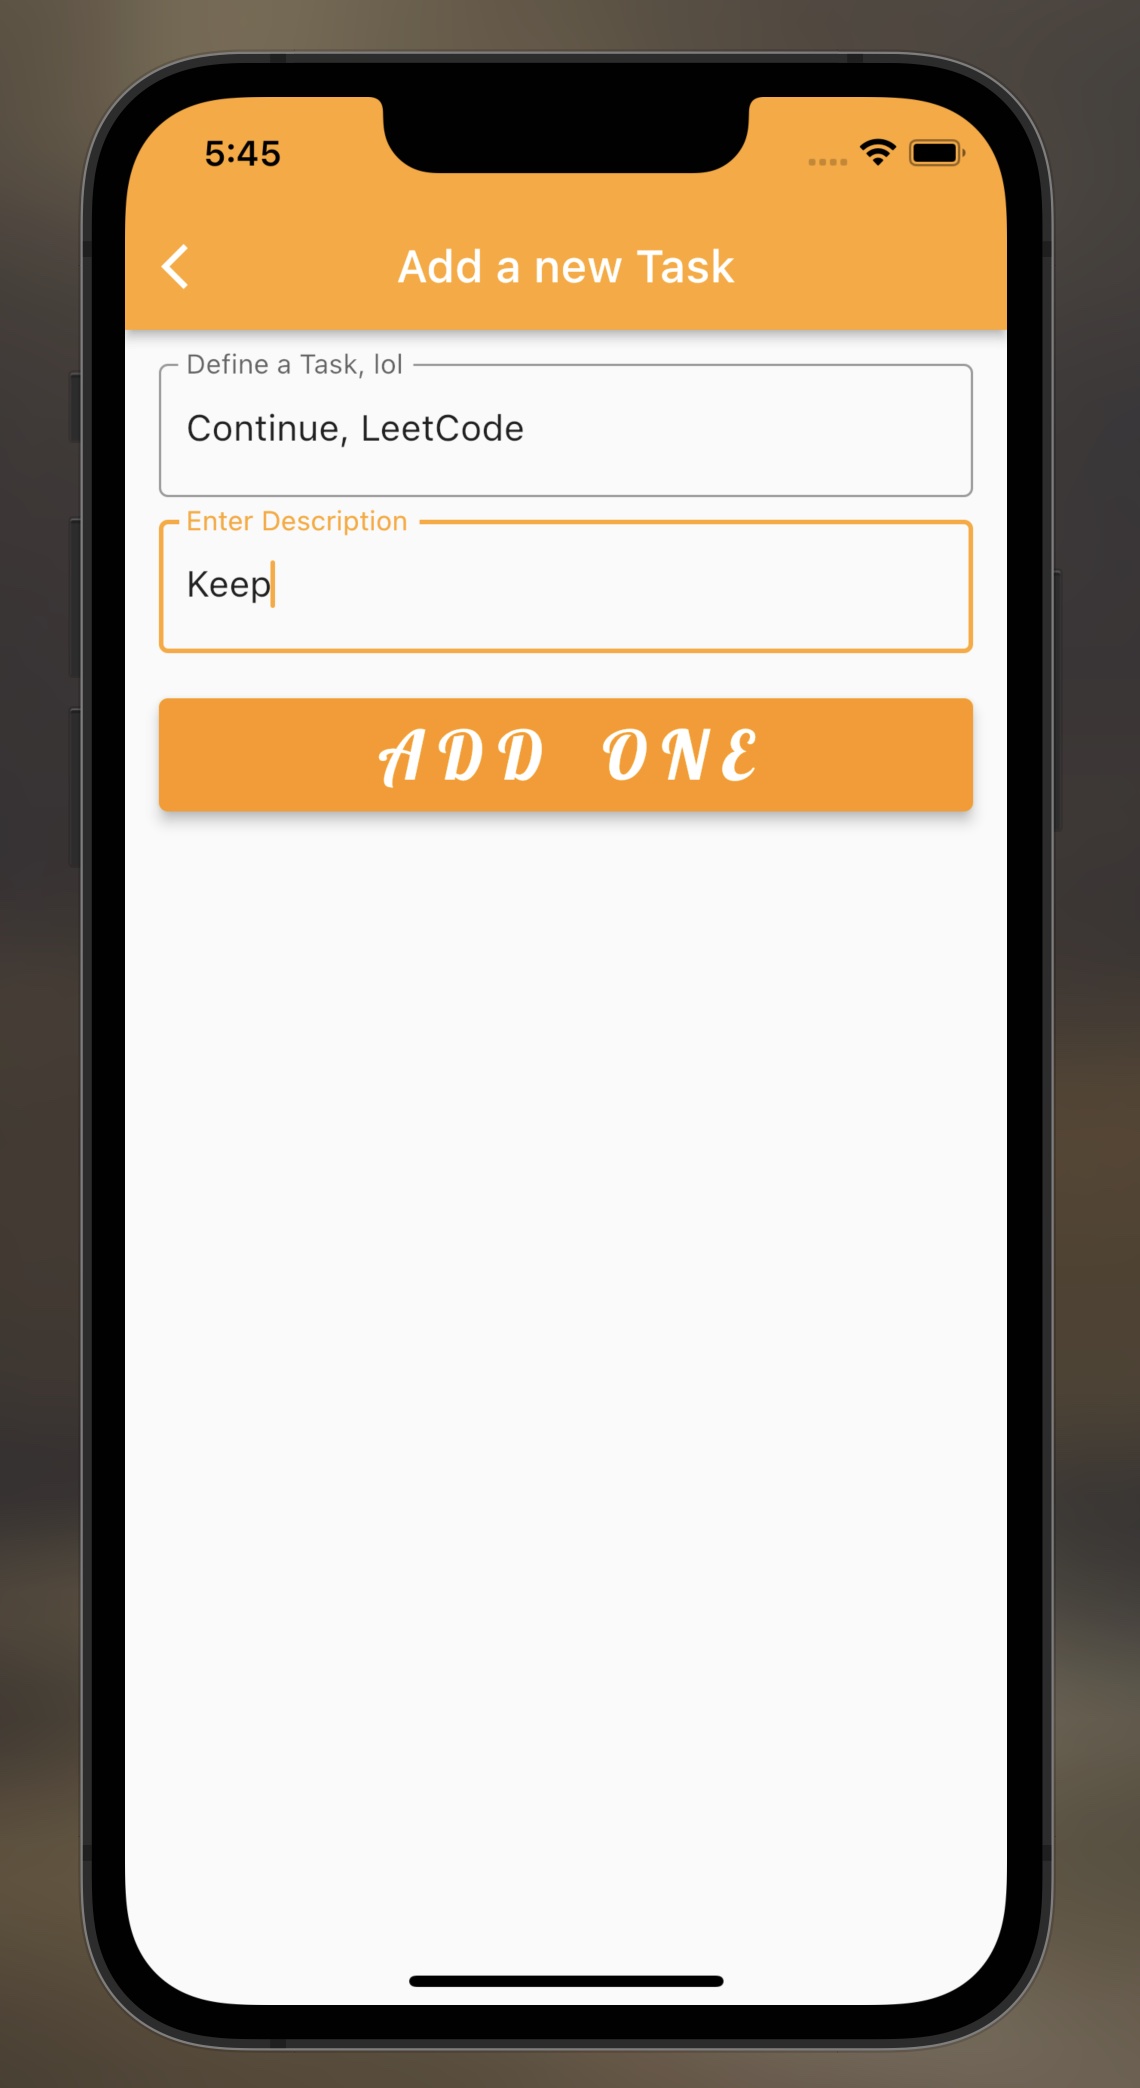 5:45
Add a new Task
Define a Task, lol
Continue, LeetCode
Enter Description
Keep
ADD ONE